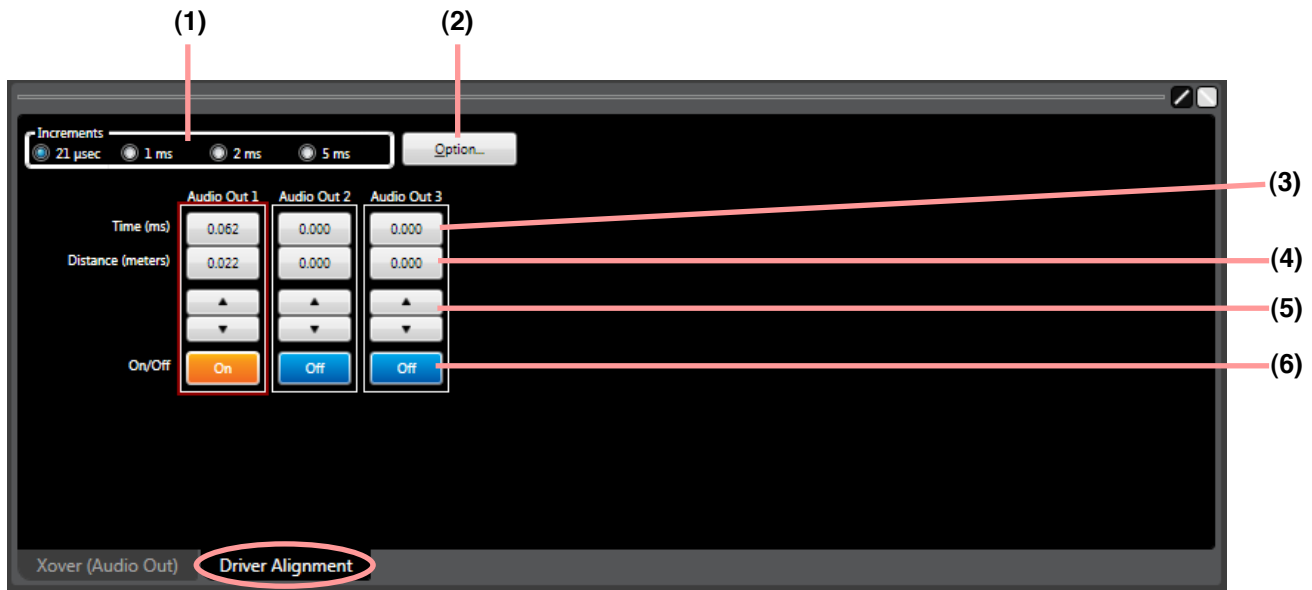 (1) (2)
Increments
21 µsec 1 ms 2 ms 5 ms Option...
Audio Out 1 Audio Out 2 Audio Out 3 (3)
Time (ms) 0.062 0.000 0.000
Distance (meters) 0.022 0.000 0.000 (4)
▲ ▲ ▲ (5)
▼ ▼ ▼
On/Off On Off Off (6)
Xover (Audio Out) Driver Alignment